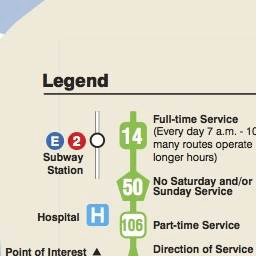 Legend
E 2
Subway
Station
Hospital H
Point of Interest
14
Full-time Service
(Every day 7 a.m. - 10
many routes operate
longer hours)
50
No Saturday and/or
Sunday Service
106
Part-time Service
Direction of Service